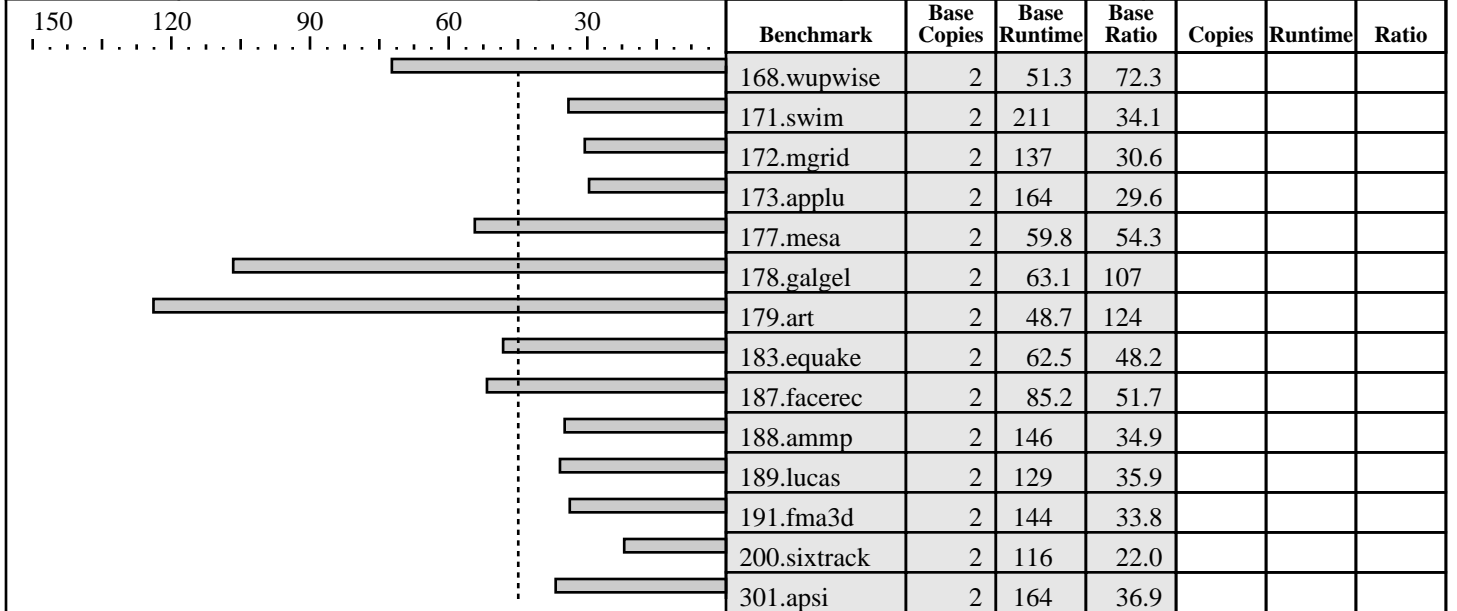 150 120 90 60 30 Benchmark Base Copies Base Runtime Base Ratio Copies Runtime Ratio
168.wupwise 2 51.3 72.3
171.swim 2 211 34.1
172.mgrid 2 137 30.6
173.applu 2 164 29.6
177.mesa 2 59.8 54.3
178.galgel 2 63.1 107
179.art 2 48.7 124
183.equake 2 62.5 48.2
187.facerec 2 85.2 51.7
188.ammp 2 146 34.9
189.lucas 2 129 35.9
191.fma3d 2 144 33.8
200.sixtrack 2 116 22.0
301.apsi 2 164 36.9